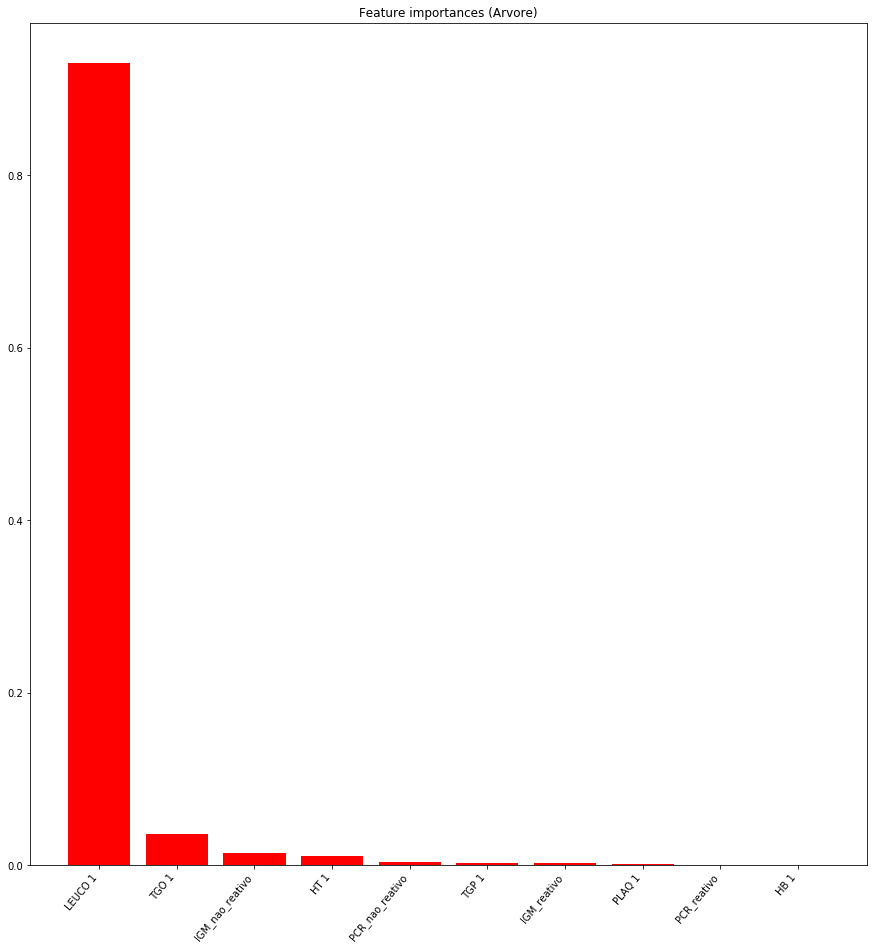 Feature importances (Arvore)
0.8
0.6
0.4
0.2
0.0
LEUCO 1
TGO 1
IGM_nao_reativo
HT 1
PCR_nao_reativo
TGP 1
IGM_reativo
PLAQ 1
PCR_reativo
HB 1